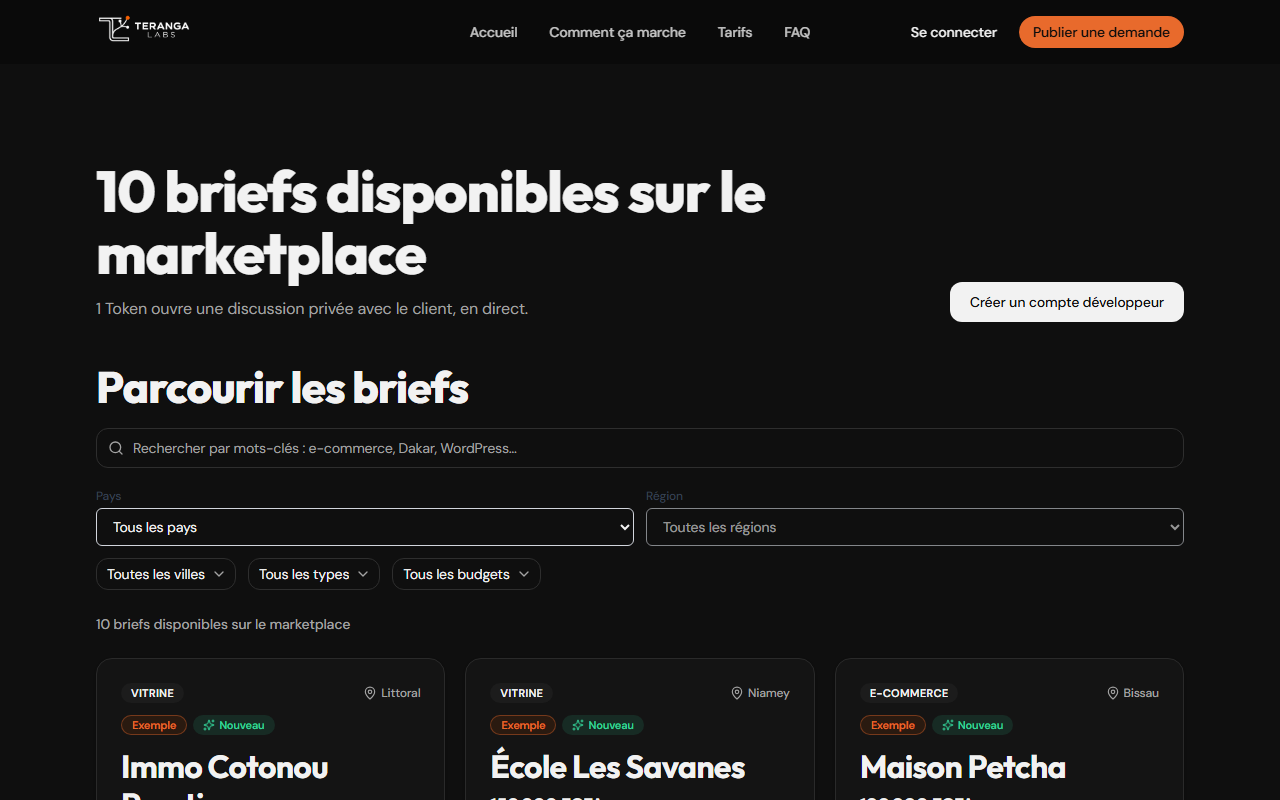 TERANGA
LABS
Accueil
Comment ça marche
Tarifs
FAQ
Se connecter
Publier une demande
10 briefs disponibles sur le
marketplace
1 Token ouvre une discussion privée avec le client, en direct.
Créer un compte développeur
Parcourir les briefs
Rechercher par mots-clés : e-commerce, Dakar, WordPress...
Pays
Région
Tous les pays
Toutes les régions
Toutes les villes
Tous les types
Tous les budgets
10 briefs disponibles sur le marketplace
VITRINE
Littoral
Exemple
Nouveau
Immo Cotonou
VITRINE
Niamey
Exemple
Nouveau
École Les Savanes
E-COMMERCE
Bissau
Exemple
Nouveau
Maison Petcha